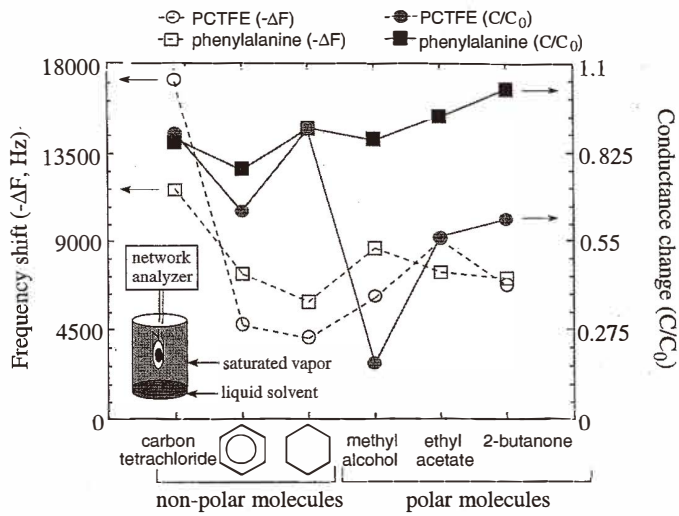 PCTFE (-ΔF)
PCTFE (C/C0)
phenylalanine (-ΔF)
phenylalanine (C/C0)
18000
13500
9000
4500
0
Frequency shift (-ΔF, Hz)
1.1
0.825
0.55
0.275
0
Conductance change (C/C0)
network
analyzer
saturated vapor
liquid solvent
carbon
tetrachloride
methyl
alcohol
ethyl
acetate
2-butanone
non-polar molecules
polar molecules